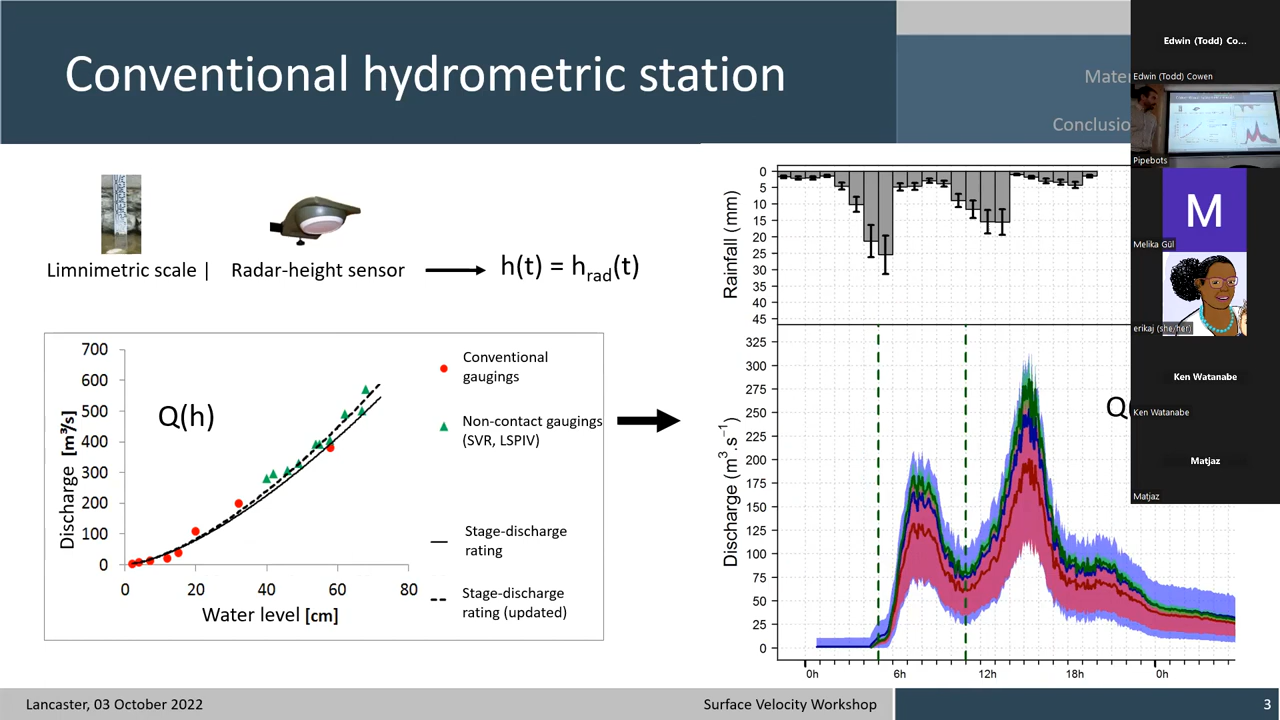 Conventional hydrometric station
Mater
Conclusio
Edwin (Todd) Co...
Edwin (Todd) Cowen
Pipebots
M
Melika Gül
erikaj (she/her)
Ken Watanabe
Ken Watanabe
Matjaz
Matjaz
Limnimetric scale |
Radar-height sensor
h(t) = hrad(t)
Q(h)
Discharge [m³/s]
700
600
500
400
300
200
100
0
0 20 40 60 80
Water level [cm]
Conventional
gaugings
Non-contact gaugings
(SVR, LSPIV)
Stage-discharge
rating
Stage-discharge
rating (updated)
Rainfall (mm)
0
5
10
15
20
25
30
35
40
45
Q(
Discharge (m³.s⁻¹)
325
300
275
250
225
200
175
150
125
100
75
50
25
0
0h 6h 12h 18h 0h
Lancaster, 03 October 2022
Surface Velocity Workshop
3